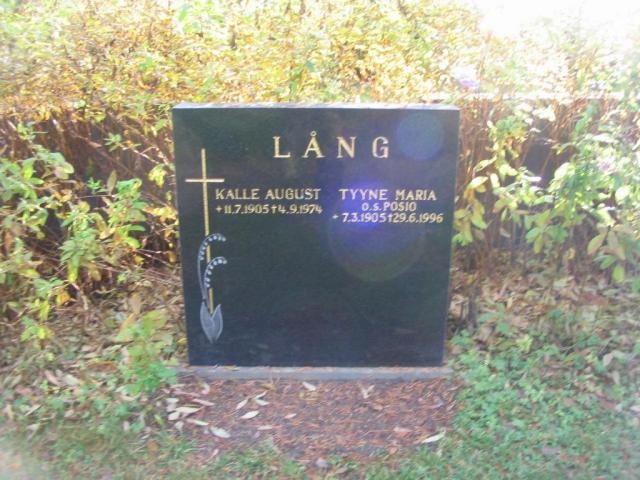 LÅNG
KALLE AUGUST
+ 11.7.1905 † 4.9.1974
TYYNE MARIA
O.S. POSIO
+ 7.3.1905 † 29.6.1996